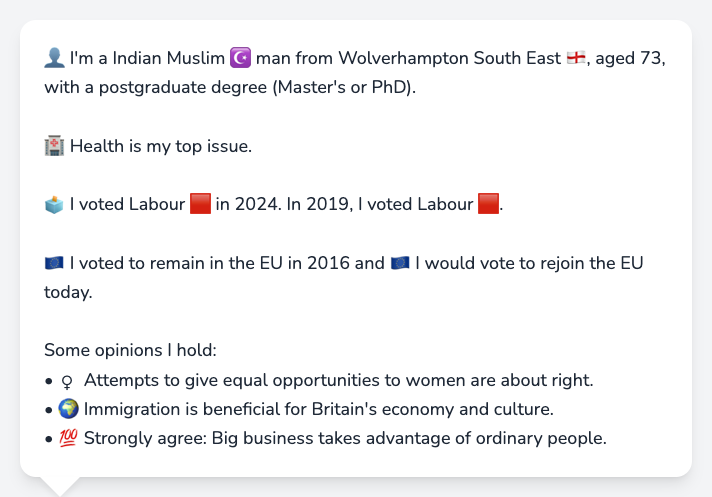 👤 I'm a Indian Muslim ☪️ man from Wolverhampton South East 🏴󠁧󠁢󠁥󠁮󠁧󠁿, aged 73,
with a postgraduate degree (Master's or PhD).
🏥 Health is my top issue.
🗳️ I voted Labour 🟥 in 2024. In 2019, I voted Labour 🟥.
🇪🇺 I voted to remain in the EU in 2016 and 🇪🇺 I would vote to rejoin the EU
today.
Some opinions I hold:
• ♀ Attempts to give equal opportunities to women are about right.
• 🌍 Immigration is beneficial for Britain's economy and culture.
• 💯 Strongly agree: Big business takes advantage of ordinary people.